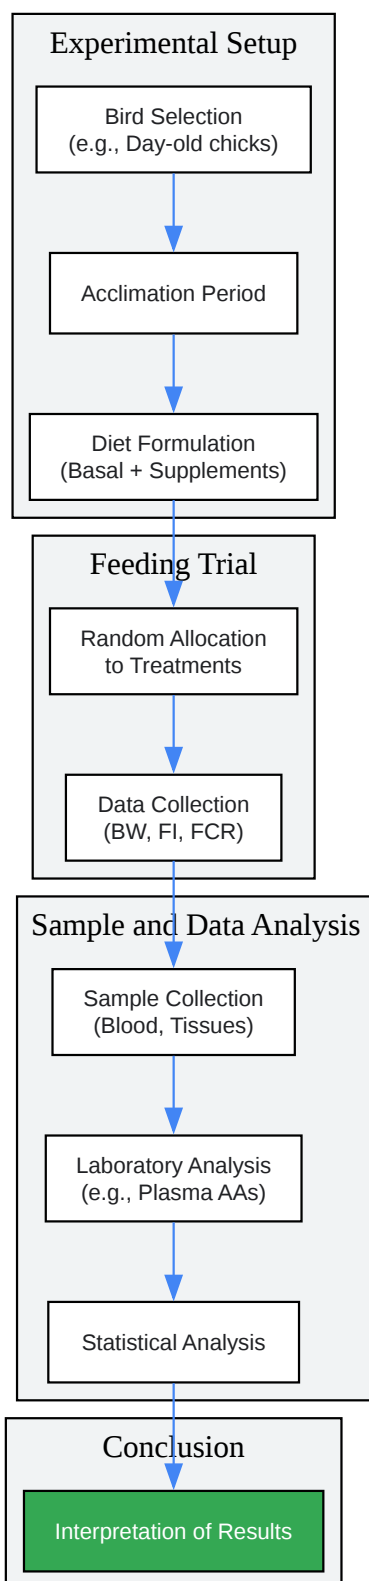 Experimental Setup
Bird Selection
(e.g., Day-old chicks)
Acclimation Period
Diet Formulation
(Basal + Supplements)
Feeding Trial
Random Allocation
to Treatments
Data Collection
(BW, FI, FCR)
Sample and Data Analysis
Sample Collection
(Blood, Tissues)
Laboratory Analysis
(e.g., Plasma AAs)
Statistical Analysis
Conclusion
Interpretation of Results